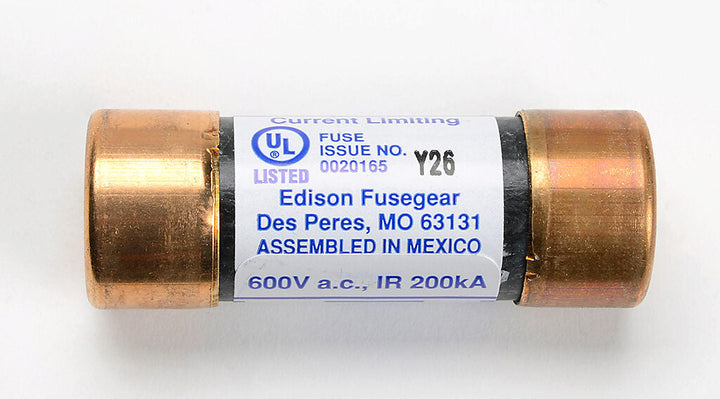 Current Limiting
UL
LISTED
FUSE
ISSUE NO.
0020165
Y26
Edison Fusegear
Des Peres, MO 63131
ASSEMBLED IN MEXICO
600V a.c., IR 200kA